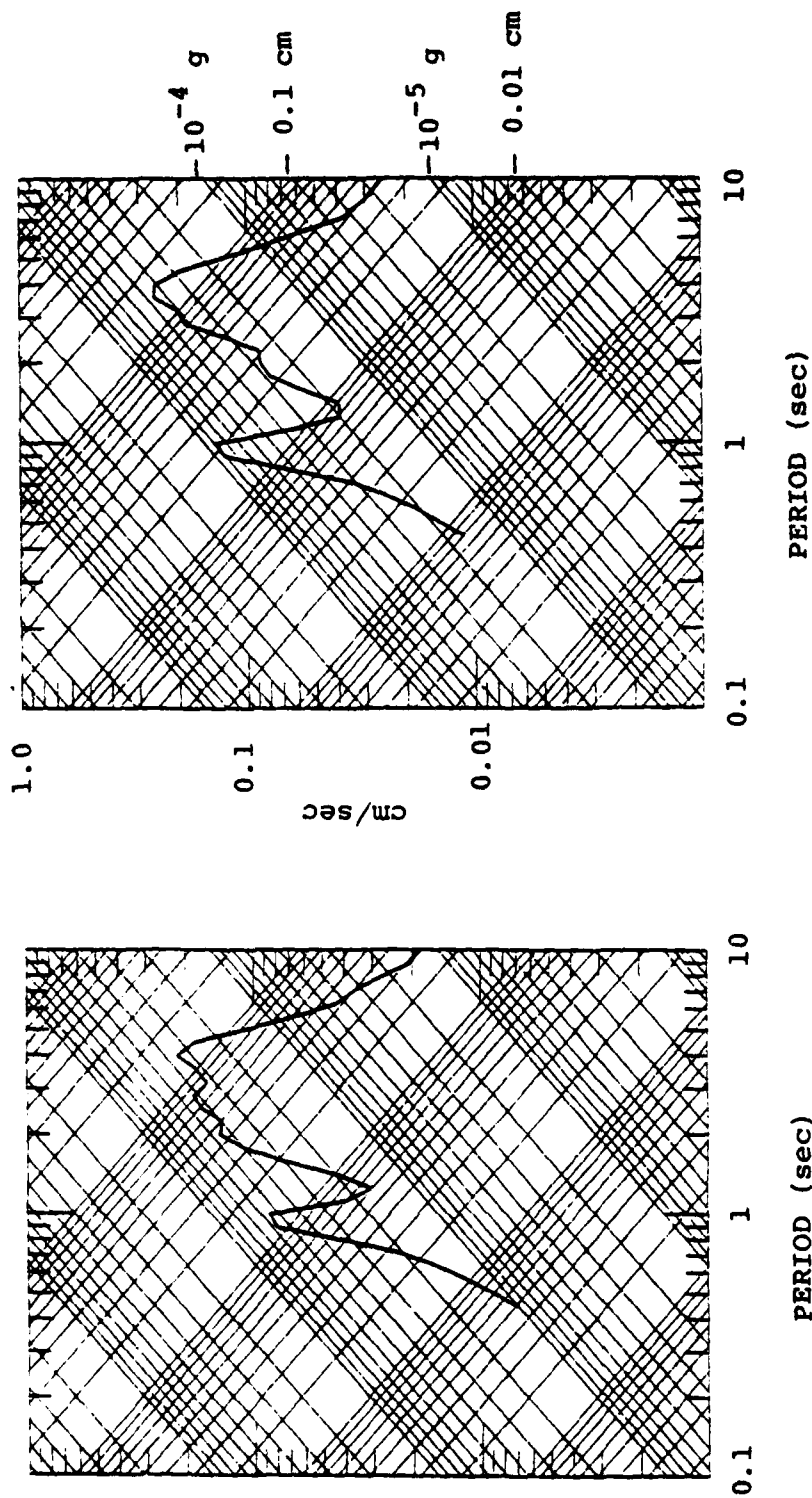 1.0
0.1
0.01
cm/sec
0.1
1
10
PERIOD (sec)
10⁻⁴ g
0.1 cm
10⁻⁵ g
0.01 cm
0.1
1
10
PERIOD (sec)